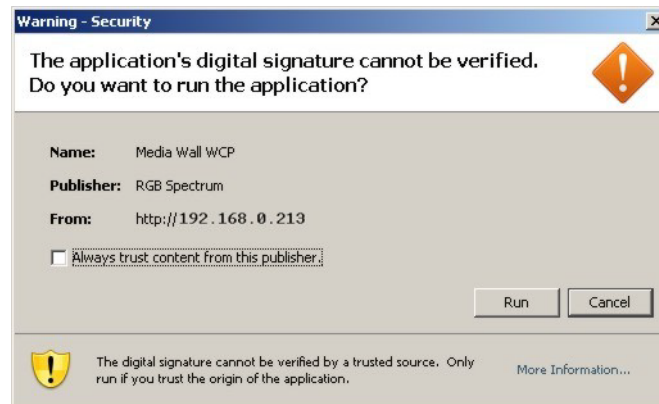 Warning - Security
The application's digital signature cannot be verified.
Do you want to run the application?
Name: Media Wall WCP
Publisher: RGB Spectrum
From: http://192.168.0.213
Always trust content from this publisher.
Run Cancel
The digital signature cannot be verified by a trusted source. Only
run if you trust the origin of the application.
More Information...